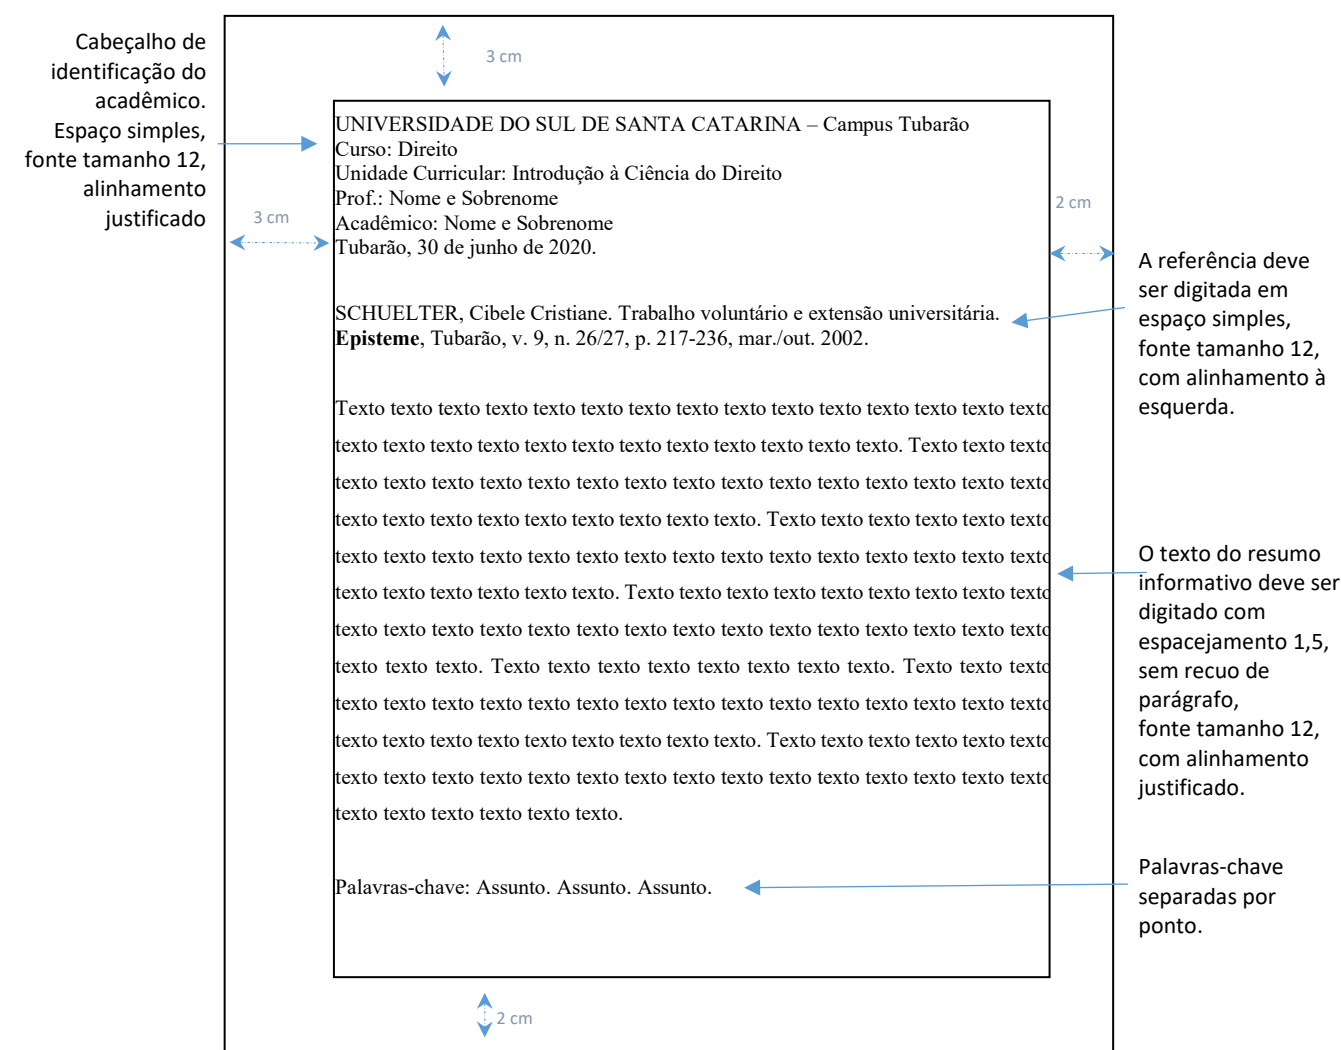 Cabeçalho de
identificação do
acadêmico.
Espaço simples,
fonte tamanho 12,
alinhamento
justificado
3 cm
3 cm
2 cm
UNIVERSIDADE DO SUL DE SANTA CATARINA – Campus Tubarão
Curso: Direito
Unidade Curricular: Introdução à Ciência do Direito
Prof.: Nome e Sobrenome
Acadêmico: Nome e Sobrenome
Tubarão, 30 de junho de 2020.
SCHUELTER, Cibele Cristiane. Trabalho voluntário e extensão universitária.
Episteme, Tubarão, v. 9, n. 26/27, p. 217-236, mar./out. 2002.
A referência deve
ser digitada em
espaço simples,
fonte tamanho 12,
com alinhamento à
esquerda.
Texto texto texto texto texto texto texto texto texto texto texto texto texto texto texto
texto texto texto texto texto texto texto texto texto texto texto texto. Texto texto texto
texto texto texto texto texto texto texto texto texto texto texto texto texto texto texto
texto texto texto texto texto texto texto texto texto. Texto texto texto texto texto texto
texto texto texto texto texto texto texto texto texto texto texto texto texto texto texto
texto texto texto texto texto texto. Texto texto texto texto texto texto texto texto texto
texto texto texto texto texto texto texto texto texto texto texto texto texto texto texto
texto texto texto. Texto texto texto texto texto texto texto texto. Texto texto texto
texto texto texto texto texto texto texto texto texto texto texto texto texto texto texto
texto texto texto texto texto texto texto texto texto. Texto texto texto texto texto texto
texto texto texto texto texto texto texto texto texto texto texto texto texto texto texto
texto texto texto texto texto texto.
O texto do resumo
informativo deve ser
digitado com
espacejamento 1,5,
sem recuo de
parágrafo,
fonte tamanho 12,
com alinhamento
justificado.
Palavras-chave: Assunto. Assunto. Assunto.
Palavras-chave
separadas por
ponto.
2 cm